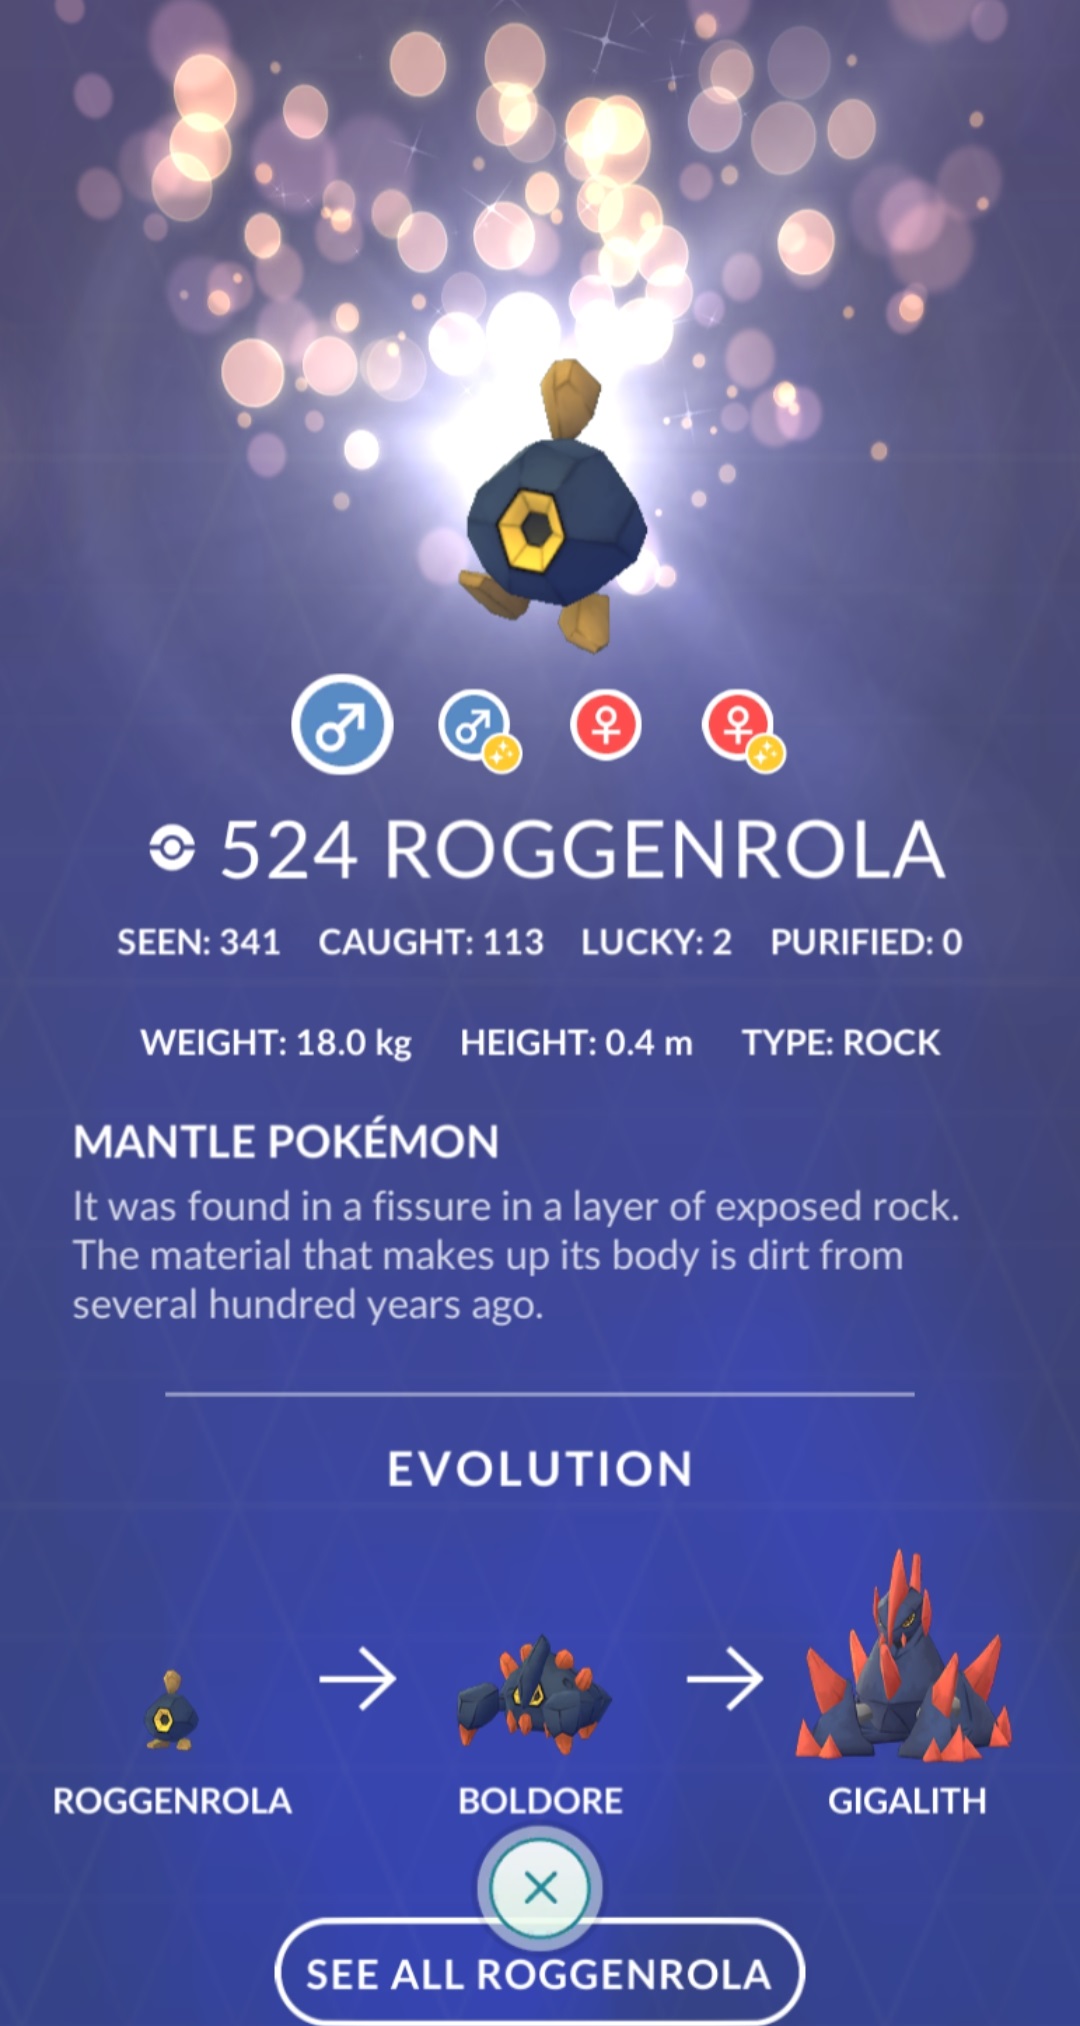 524 ROGGENROLA
SEEN: 341 CAUGHT: 113 LUCKY: 2 PURIFIED: 0
WEIGHT: 18.0 kg HEIGHT: 0.4 m TYPE: ROCK
MANTLE POKÉMON
It was found in a fissure in a layer of exposed rock.
The material that makes up its body is dirt from
several hundred years ago.
EVOLUTION
ROGGENROLA BOLDORE GIGALITH
SEE ALL ROGGENROLA